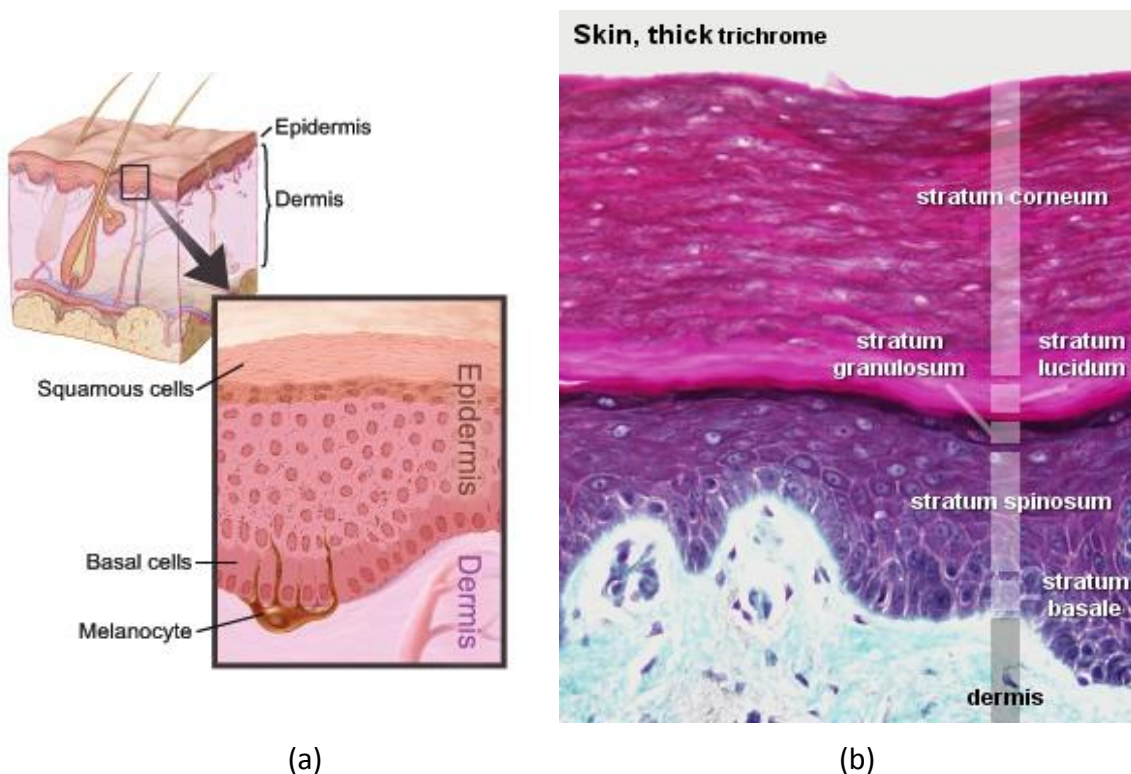 Epidermis
Dermis
Squamous cells
Basal cells
Melanocyte
Epidermis
Dermis
(a)
Skin, thick trichrome
stratum corneum
stratum
granulosum
stratum
lucidum
stratum spinosum
stratum
basale
dermis
(b)